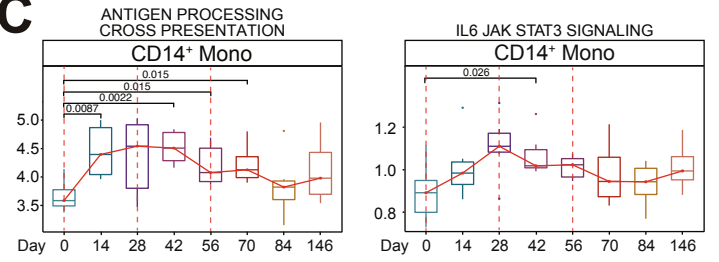 C
ANTIGEN PROCESSING
CROSS PRESENTATION
CD14+ Mono
0.015
0.015
0.0022
0.0087
5.0
4.5
4.0
3.5
Day 0 14 28 42 56 70 84 146
IL6 JAK STAT3 SIGNALING
CD14+ Mono
0.026
1.2
1.0
0.8
Day 0 14 28 42 56 70 84 146